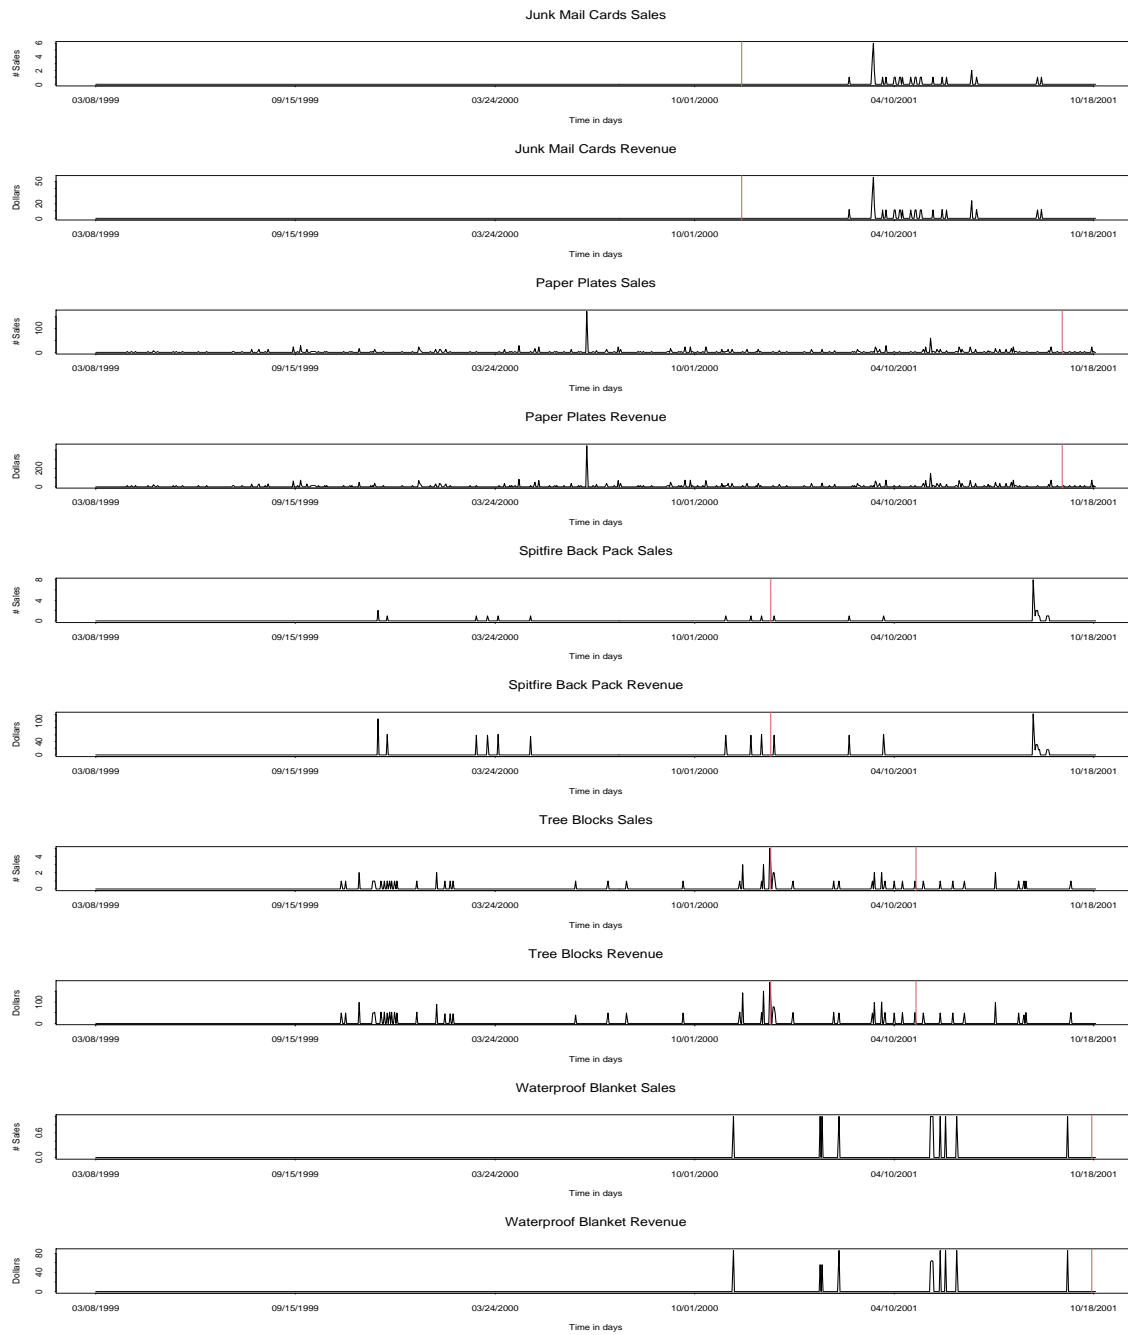 Junk Mail Cards Sales
# Sales
0 2 4 6
03/08/1999 09/15/1999 03/24/2000 10/01/2000 04/10/2001 10/18/2001
Time in days
Junk Mail Cards Revenue
Dollars
0 20 50
03/08/1999 09/15/1999 03/24/2000 10/01/2000 04/10/2001 10/18/2001
Time in days
Paper Plates Sales
# Sales
0 100
03/08/1999 09/15/1999 03/24/2000 10/01/2000 04/10/2001 10/18/2001
Time in days
Paper Plates Revenue
Dollars
0 200
03/08/1999 09/15/1999 03/24/2000 10/01/2000 04/10/2001 10/18/2001
Time in days
Spitfire Back Pack Sales
# Sales
0 4 8
03/08/1999 09/15/1999 03/24/2000 10/01/2000 04/10/2001 10/18/2001
Time in days
Spitfire Back Pack Revenue
Dollars
0 40 100
03/08/1999 09/15/1999 03/24/2000 10/01/2000 04/10/2001 10/18/2001
Time in days
Tree Blocks Sales
# Sales
0 2 4
03/08/1999 09/15/1999 03/24/2000 10/01/2000 04/10/2001 10/18/2001
Time in days
Tree Blocks Revenue
Dollars
0 100
03/08/1999 09/15/1999 03/24/2000 10/01/2000 04/10/2001 10/18/2001
Time in days
Waterproof Blanket Sales
# Sales
0.0 0.6
03/08/1999 09/15/1999 03/24/2000 10/01/2000 04/10/2001 10/18/2001
Time in days
Waterproof Blanket Revenue
Dollars
0 40 80
03/08/1999 09/15/1999 03/24/2000 10/01/2000 04/10/2001 10/18/2001
Time in days